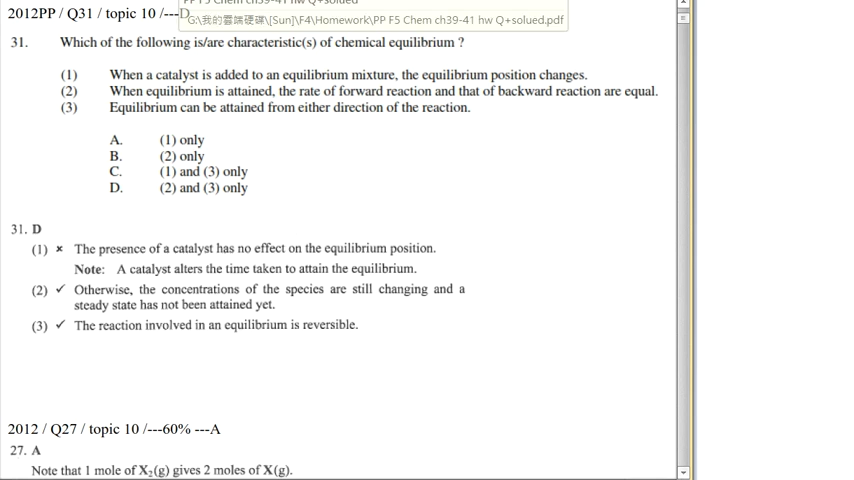 PP F5 Chem ch39-41 hw Q+solued
2012PP / Q31 / topic 10 /---D
G:\我的雲端硬碟\[Sun]\F4\Homework\PP F5 Chem ch39-41 hw Q+solued.pdf
31. Which of the following is/are characteristic(s) of chemical equilibrium ?
(1) When a catalyst is added to an equilibrium mixture, the equilibrium position changes.
(2) When equilibrium is attained, the rate of forward reaction and that of backward reaction are equal.
(3) Equilibrium can be attained from either direction of the reaction.
A. (1) only
B. (2) only
C. (1) and (3) only
D. (2) and (3) only
31. D
(1) × The presence of a catalyst has no effect on the equilibrium position.
Note: A catalyst alters the time taken to attain the equilibrium.
(2) ✓ Otherwise, the concentrations of the species are still changing and a
steady state has not been attained yet.
(3) ✓ The reaction involved in an equilibrium is reversible.
2012 / Q27 / topic 10 /---60% ---A
27. A
Note that 1 mole of X₂(g) gives 2 moles of X(g).